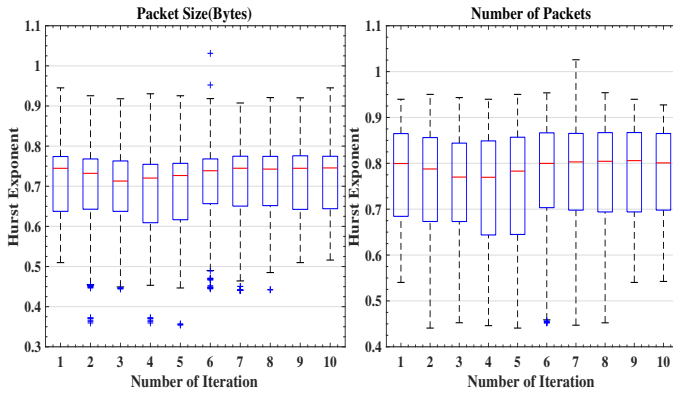 Packet Size(Bytes)
1.1
1
0.9
0.8
0.7
0.6
0.5
0.4
0.3
Hurst Exponent
1 2 3 4 5 6 7 8 9 10
Number of Iteration
Number of Packets
1.1
1
0.9
0.8
0.7
0.6
0.5
0.4
Hurst Exponent
1 2 3 4 5 6 7 8 9 10
Number of Iteration